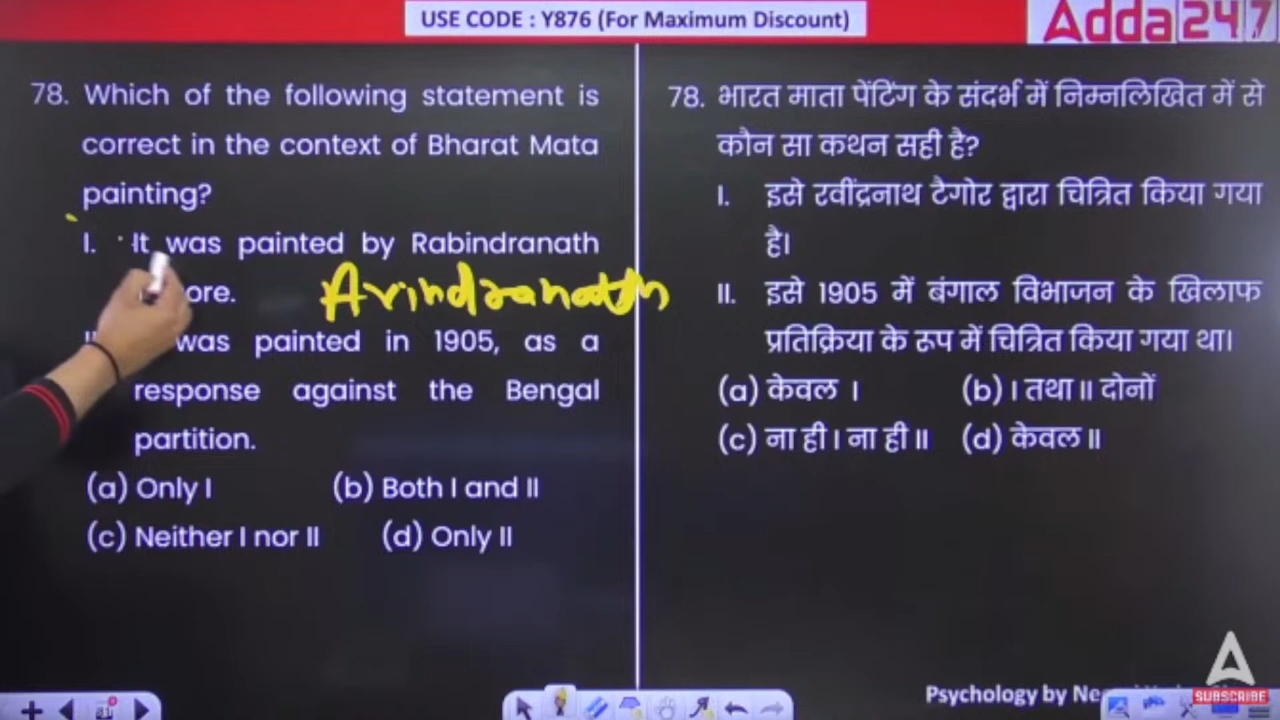 USE CODE : Y876 (For Maximum Discount)
Adda 247
78. Which of the following statement is
correct in the context of Bharat Mata
painting?
I. It was painted by Rabindranath
ore.
Avindranath
was painted in 1905, as a
response against the Bengal
partition.
(a) Only I (b) Both I and II
(c) Neither I nor II (d) Only II
78. भारत माता पेंटिंग के संदर्भ में निम्नलिखित में से
कौन सा कथन सही है?
I. इसे रवींद्रनाथ टैगोर द्वारा चित्रित किया गया
है।
II. इसे 1905 में बंगाल विभाजन के खिलाफ
प्रतिक्रिया के रूप में चित्रित किया गया था।
(a) केवल I (b) I तथा II दोनों
(c) ना ही I ना ही II (d) केवल II
Psychology by
SUBSCRIBE